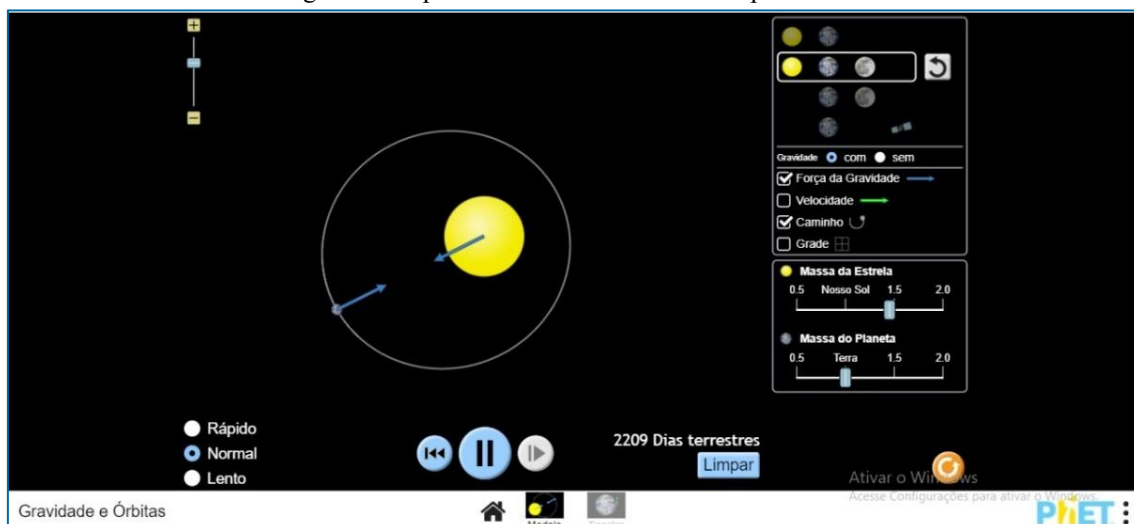 Gravidade com sem
Força da Gravidade
Velocidade
Caminho
Grade
Massa da Estrela
0.5 Nosso Sol 1.5 2.0
Massa do Planeta
0.5 Terra 1.5 2.0
Rápido
Normal
Lento
2209 Dias terrestres
Limpar
Ativar o Windows
Acesse Configurações para ativar o Windows.
Gravidade e Órbitas
Modelo
PhET